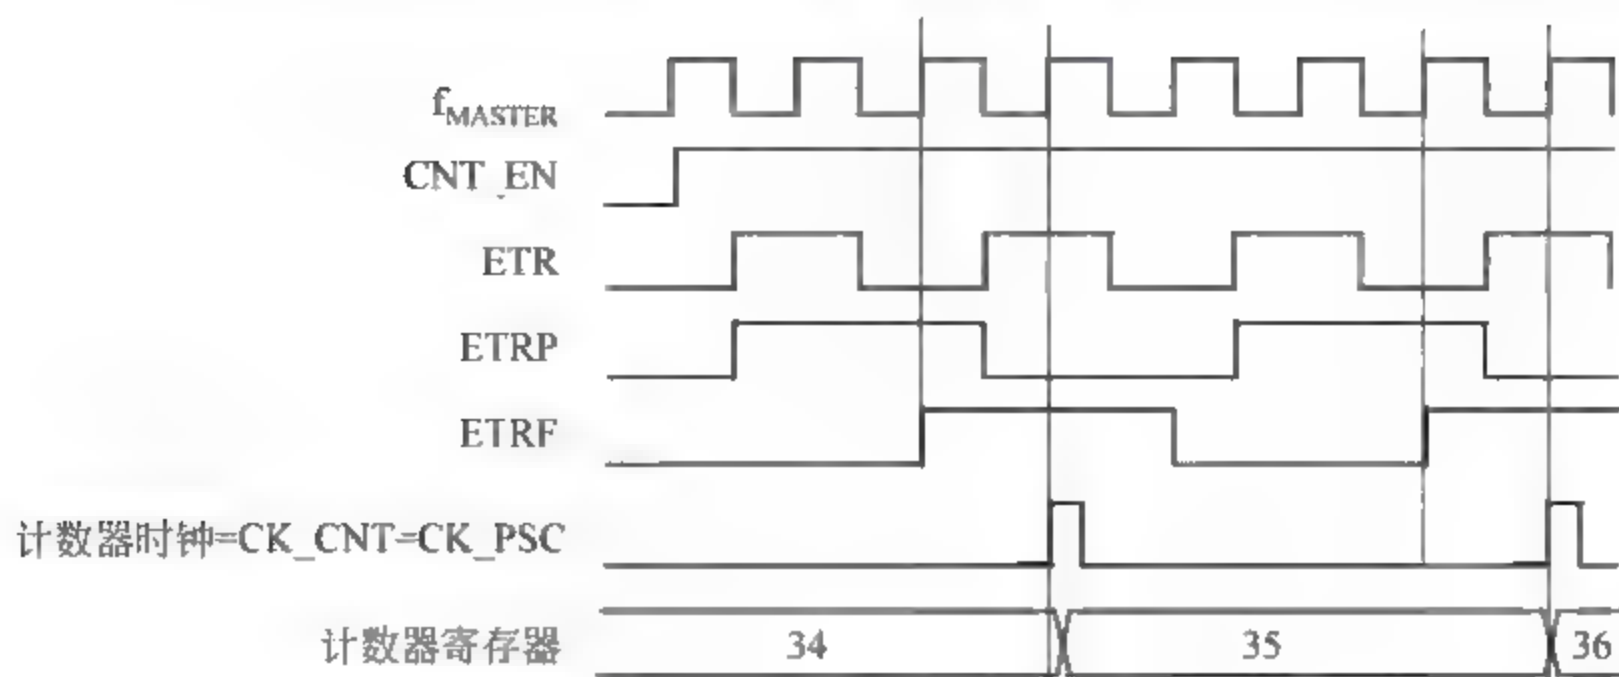 fMASTER
CNT_EN
ETR
ETRP
ETRF
计数器时钟=CK_CNT=CK_PSC
计数器寄存器 34 35 36